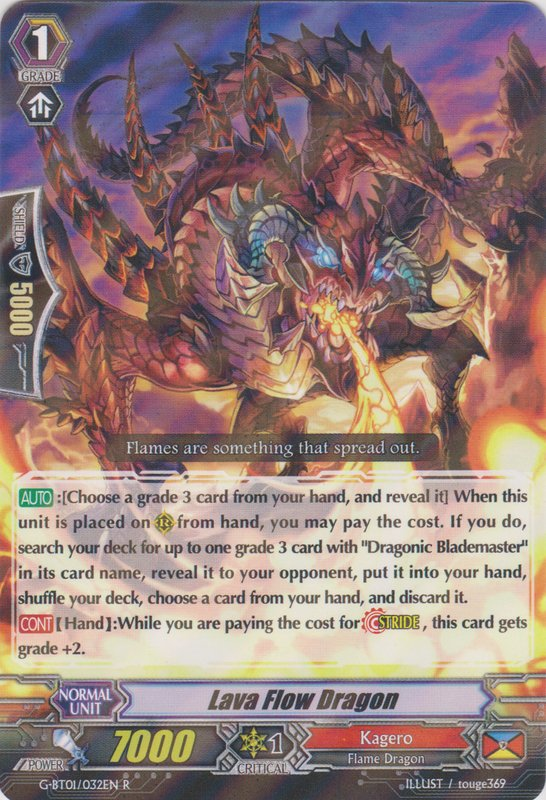 1
GRADE
SHIELD
5000
Flames are something that spread out.
AUTO :[Choose a grade 3 card from your hand, and reveal it] When this
unit is placed on R from hand, you may pay the cost. If you do,
search your deck for up to one grade 3 card with "Dragonic Blademaster"
in its card name, reveal it to your opponent, put it into your hand,
shuffle your deck, choose a card from your hand, and discard it.
CONT【Hand】:While you are paying the cost for STRIDE, this card gets
grade +2.
NORMAL
UNIT
Lava Flow Dragon
POWER
7000
1
CRITICAL
Kagero
Flame Dragon
G-BT01/032EN R
ILLUST / touge369